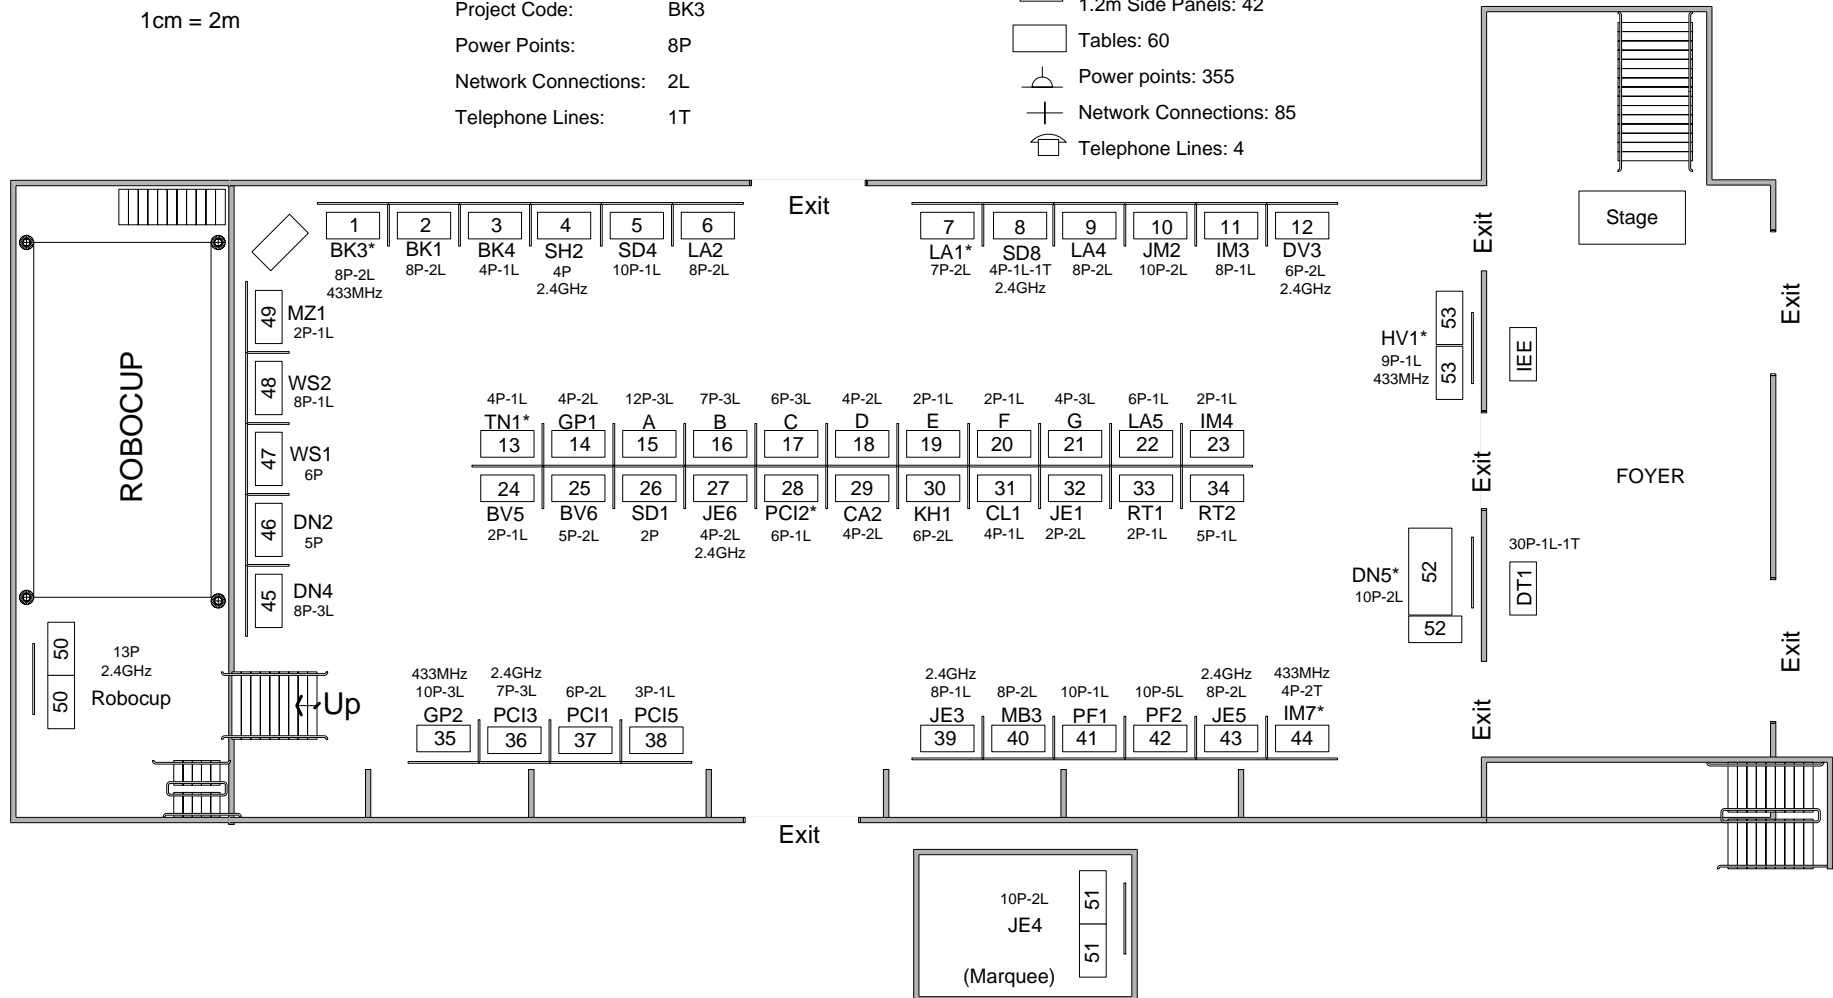 1cm = 2m
Project Code: BK3
Power Points: 8P
Network Connections: 2L
Telephone Lines: 1T
1.2m Side Panels: 42
Tables: 60
Power points: 355
Network Connections: 85
Telephone Lines: 4
Exit
Stage
1 2 3 4 5 6
BK3* BK1 BK4 SH2 SD4 LA2
8P-2L 8P-2L 4P-1L 4P 10P-1L 8P-2L
433MHz 2.4GHz
7 8 9 10 11 12
LA1* SD8 LA4 JM2 IM3 DV3
7P-2L 4P-1L-1T 8P-2L 10P-2L 8P-1L 6P-2L
2.4GHz 2.4GHz
Exit
Exit
ROBOCUP
49 MZ1
2P-1L
48 WS2
8P-1L
47 WS1
6P
46 DN2
5P
45 DN4
8P-3L
HV1*
9P-1L
433MHz
53
53
IEE
4P-1L 4P-2L 12P-3L 7P-3L 6P-3L 4P-2L 2P-1L 2P-1L 4P-3L 6P-1L 2P-1L
TN1* GP1 A B C D E F G LA5 IM4
13 14 15 16 17 18 19 20 21 22 23
24 25 26 27 28 29 30 31 32 33 34
BV5 BV6 SD1 JE6 PCI2* CA2 KH1 CL1 JE1 RT1 RT2
2P-1L 5P-2L 2P 4P-2L 6P-1L 4P-2L 6P-2L 4P-1L 2P-2L 2P-1L 5P-1L
2.4GHz
Exit
FOYER
DN5*
10P-2L
52
52
30P-1L-1T
DT1
Exit
50
50
13P
2.4GHz
Robocup
Up
433MHz 2.4GHz
10P-3L 7P-3L 6P-2L 3P-1L
GP2 PCI3 PCI1 PCI5
35 36 37 38
2.4GHz 2.4GHz 433MHz
8P-1L 8P-2L 10P-1L 10P-5L 8P-2L 4P-2T
JE3 MB3 PF1 PF2 JE5 IM7*
39 40 41 42 43 44
Exit
Exit
10P-2L
JE4
51
51
(Marquee)